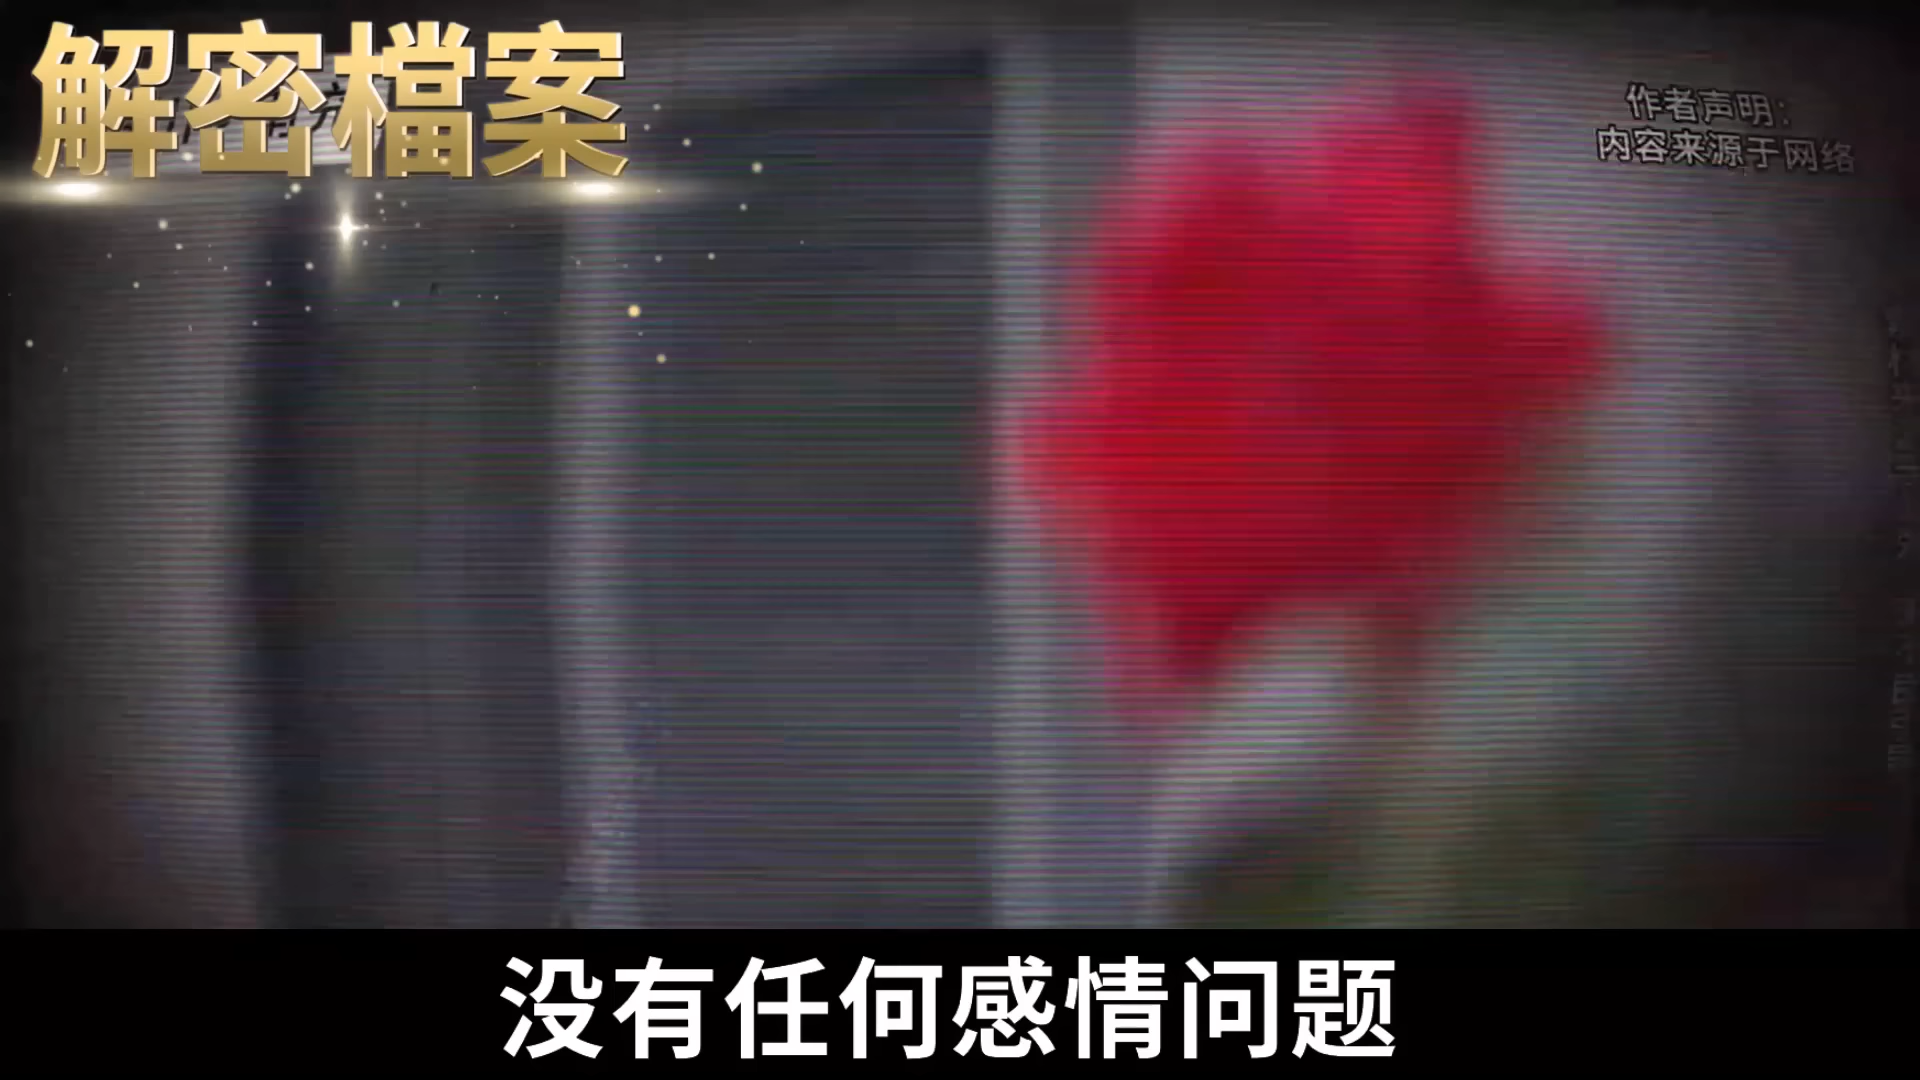 解密檔案
作者声明：
内容来源于网络
没有任何感情问题